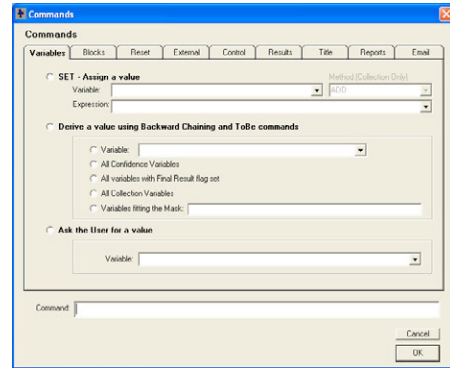 Commands
Commands
Variables Blocks Reset External Control Results Title Reports Email
SET - Assign a value Method (Collection Only)
Variable: ADD
Expression:
Derive a value using Backward Chaining and ToBe commands
Variable:
All Confidence Variables
All variables with Final Result flag set
All Collection Variables
Variables fitting the Mask:
Ask the User for a value
Variable:
Command:
Cancel
OK